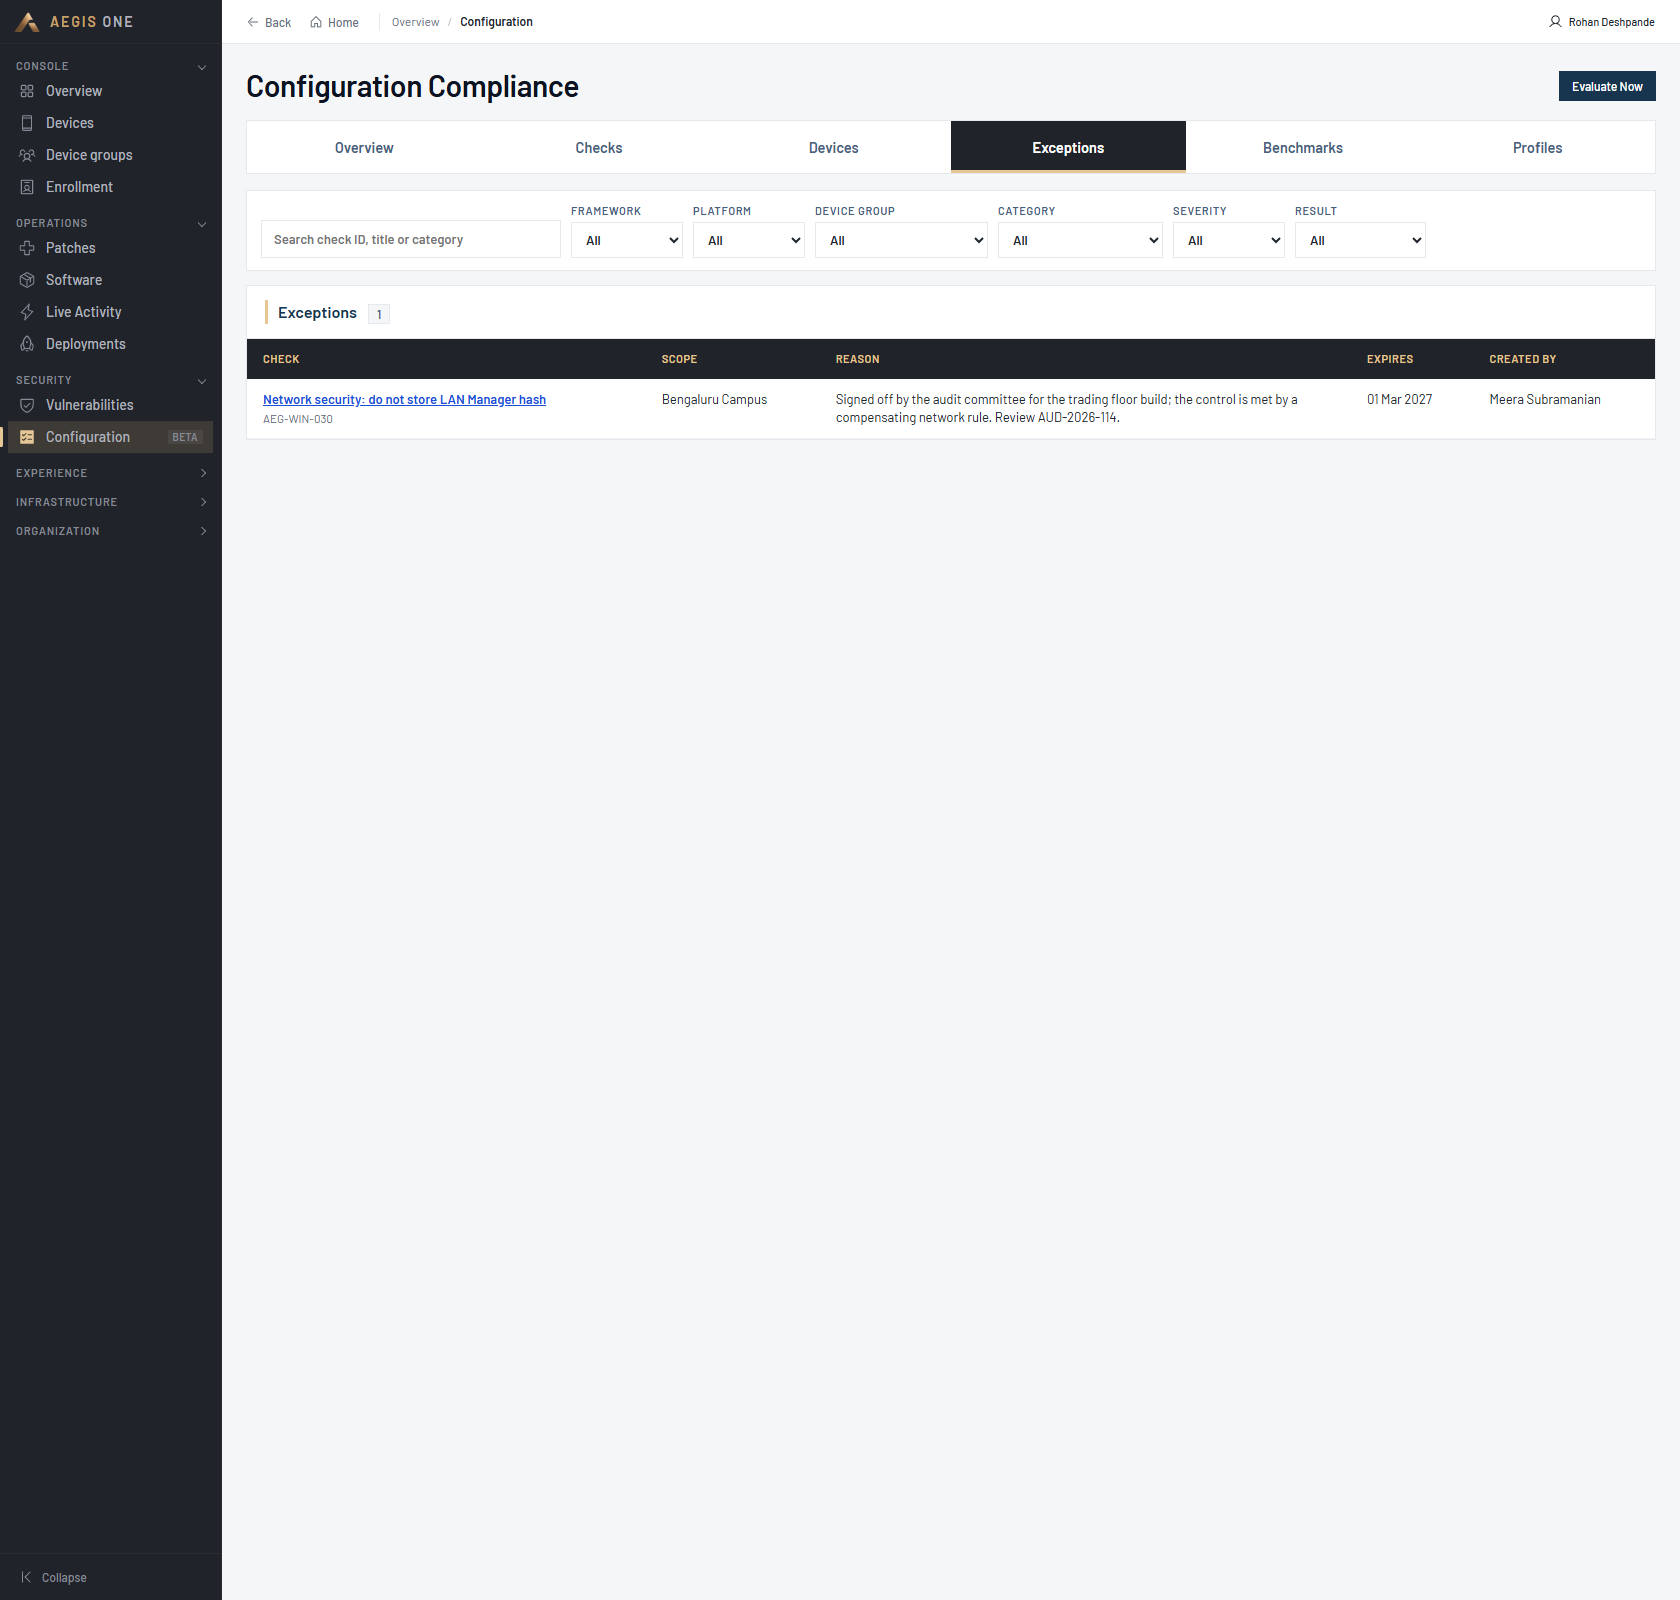 AEGIS ONE
CONSOLE
Overview
Devices
Device groups
Enrollment
OPERATIONS
Patches
Software
Live Activity
Deployments
SECURITY
Vulnerabilities
Configuration BETA
EXPERIENCE
INFRASTRUCTURE
ORGANIZATION
Collapse
Back Home Overview / Configuration Rohan Deshpande
Configuration Compliance Evaluate Now
Overview Checks Devices Exceptions Benchmarks Profiles
FRAMEWORK PLATFORM DEVICE GROUP CATEGORY SEVERITY RESULT
Search check ID, title or category All All All All All All
Exceptions 1
CHECK SCOPE REASON EXPIRES CREATED BY
Network security: do not store LAN Manager hash Bengaluru Campus Signed off by the audit committee for the trading floor build; the control is met by a 01 Mar 2027 Meera Subramanian
AEG-WIN-030 compensating network rule. Review AUD-2026-114.